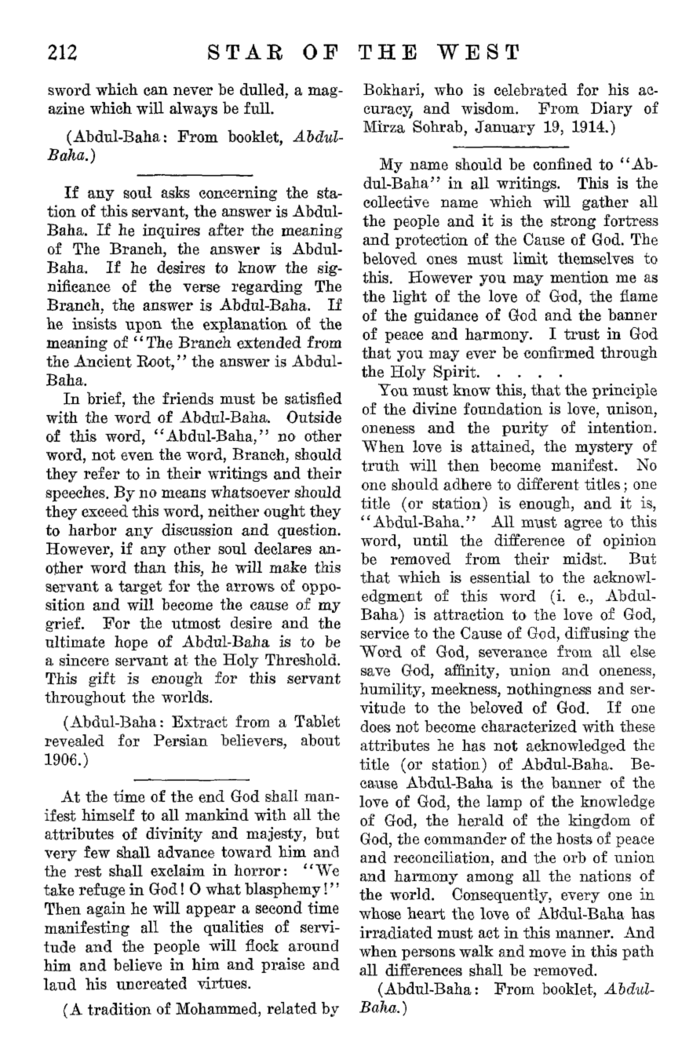 212 STAR OF THE WEST
sword which can never be dulled, a mag-
azine which will always be full.
(Abdul-Baha: From booklet, Abdul-
Baha.)
If any soul asks concerning the sta-
tion of this servant, the answer is Abdul-
Baha. If he inquires after the meaning
of The Branch, the answer is Abdul-
Baha. If he desires to know the sig-
nificance of the verse regarding The
Branch, the answer is Abdul-Baha. If
he insists upon the explanation of the
meaning of "The Branch extended from
the Ancient Root," the answer is Abdul-
Baha.
In brief, the friends must be satisfied
with the word of Abdul-Baha. Outside
of this word, "Abdul-Baha," no other
word, not even the word, Branch, should
they refer to in their writings and their
speeches. By no means whatsoever should
they exceed this word, neither ought they
to harbor any discussion and question.
However, if any other soul declares an-
other word than this, he will make this
servant a target for the arrows of oppo-
sition and will become the cause of my
grief. For the utmost desire and the
ultimate hope of Abdul-Baha is to be
a sincere servant at the Holy Threshold.
This gift is enough for this servant
throughout the worlds.
(Abdul-Baha: Extract from a Tablet
revealed for Persian believers, about
1906.)
At the time of the end God shall man-
ifest himself to all mankind with all the
attributes of divinity and majesty, but
very few shall advance toward him and
the rest shall exclaim in horror: "We
take refuge in God! O what blasphemy!"
Then again he will appear a second time
manifesting all the qualities of servi-
tude and the people will flock around
him and believe in him and praise and
laud his uncreated virtues.
(A tradition of Mohammed, related by
Bokhari, who is celebrated for his ac-
curacy, and wisdom. From Diary of
Mirza Sohrab, January 19, 1914.)
My name should be confined to "Ab-
dul-Baha" in all writings. This is the
collective name which will gather all
the people and it is the strong fortress
and protection of the Cause of God. The
beloved ones must limit themselves to
this. However you may mention me as
the light of the love of God, the flame
of the guidance of God and the banner
of peace and harmony. I trust in God
that you may ever be confirmed through
the Holy Spirit. . . . .
You must know this, that the principle
of the divine foundation is love, unison,
oneness and the purity of intention.
When love is attained, the mystery of
truth will then become manifest. No
one should adhere to different titles; one
title (or station) is enough, and it is,
"Abdul-Baha." All must agree to this
word, until the difference of opinion
be removed from their midst. But
that which is essential to the acknowl-
edgment of this word (i. e., Abdul-
Baha) is attraction to the love of God,
service to the Cause of God, diffusing the
Word of God, severance from all else
save God, affinity, union and oneness,
humility, meekness, nothingness and ser-
vitude to the beloved of God. If one
does not become characterized with these
attributes he has not acknowledged the
title (or station) of Abdul-Baha. Be-
cause Abdul-Baha is the banner of the
love of God, the lamp of the knowledge
of God, the herald of the kingdom of
God, the commander of the hosts of peace
and reconciliation, and the orb of union
and harmony among all the nations of
the world. Consequently, every one in
whose heart the love of Abdul-Baha has
irradiated must act in this manner. And
when persons walk and move in this path
all differences shall be removed.
(Abdul-Baha: From booklet, Abdul-
Baha.)